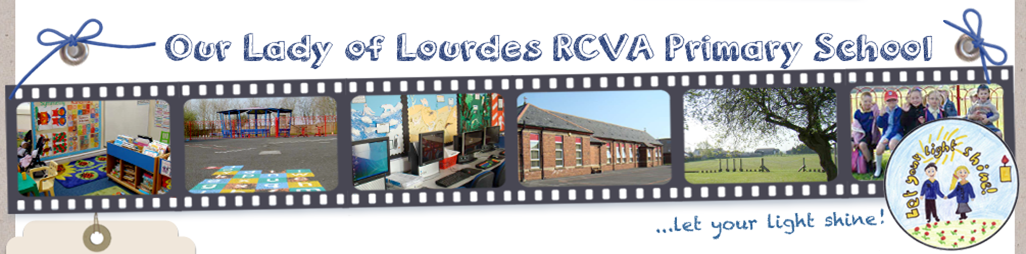 Our Lady of Lourdes RCVA Primary School
...let your light shine!
Let your light shine!